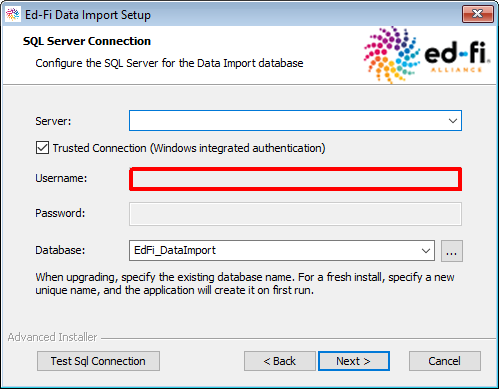 Ed-Fi Data Import Setup
SQL Server Connection
Configure the SQL Server for the Data Import database
ed-fi
ALLIANCE
Server:
Trusted Connection (Windows integrated authentication)
Username:
Password:
Database: EdFi_DataImport ...
When upgrading, specify the existing database name. For a fresh install, specify a new
unique name, and the application will create it on first run.
Advanced Installer
Test Sql Connection < Back Next > Cancel